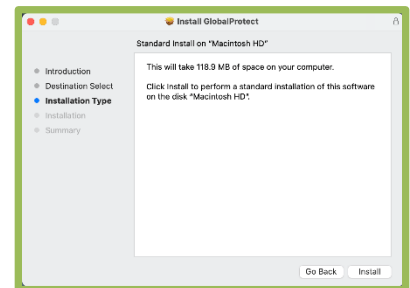 Install GlobalProtect
Standard Install on "Macintosh HD"
Introduction
Destination Select
Installation Type
Installation
Summary
This will take 118.9 MB of space on your computer.
Click Install to perform a standard installation of this software
on the disk "Macintosh HD".
Go Back
Install